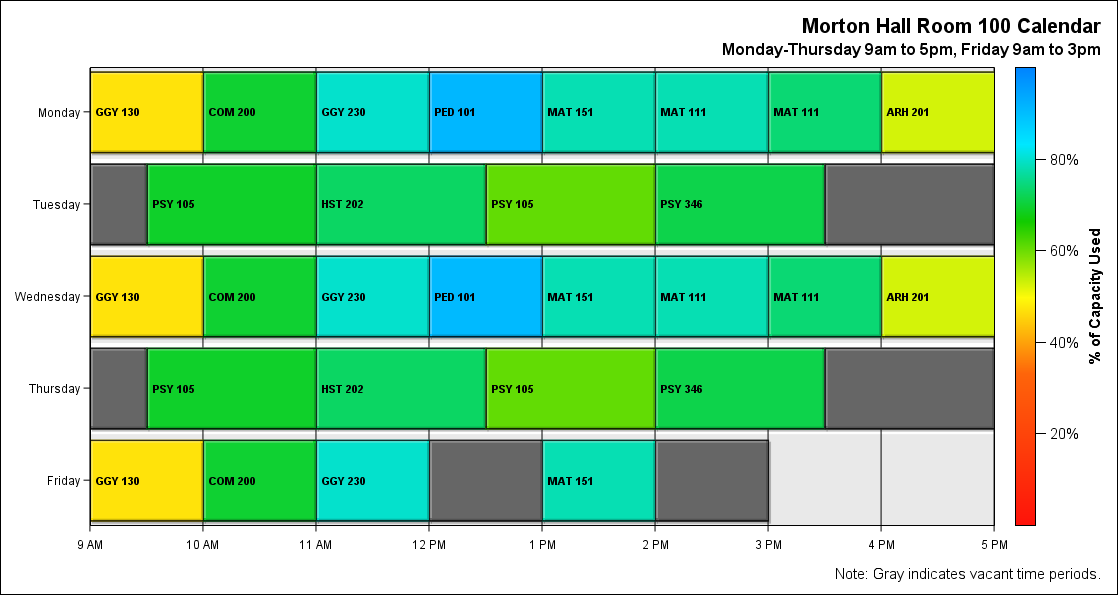 Morton Hall Room 100 Calendar
Monday-Thursday 9am to 5pm, Friday 9am to 3pm
Monday GGY 130 COM 200 GGY 230 PED 101 MAT 151 MAT 111 MAT 111 ARH 201
Tuesday PSY 105 HST 202 PSY 105 PSY 346
Wednesday GGY 130 COM 200 GGY 230 PED 101 MAT 151 MAT 111 MAT 111 ARH 201
Thursday PSY 105 HST 202 PSY 105 PSY 346
Friday GGY 130 COM 200 GGY 230 MAT 151
9 AM 10 AM 11 AM 12 PM 1 PM 2 PM 3 PM 4 PM 5 PM
80%
60%
40%
20%
% of Capacity Used
Note: Gray indicates vacant time periods.